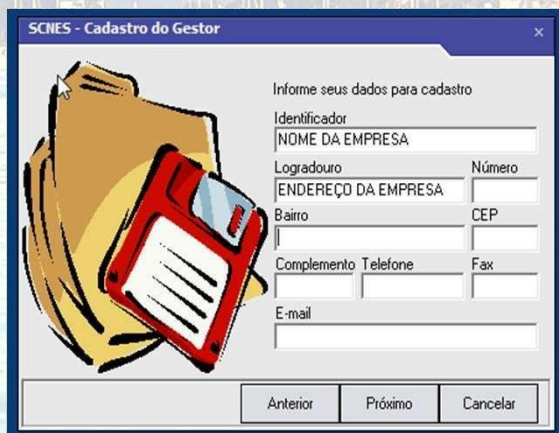 SCNES - Cadastro do Gestor
Informe seus dados para cadastro
Identificador
NOME DA EMPRESA
Logradouro Número
ENDEREÇO DA EMPRESA
Bairro CEP
Complemento Telefone Fax
E-mail
Anterior Próximo Cancelar